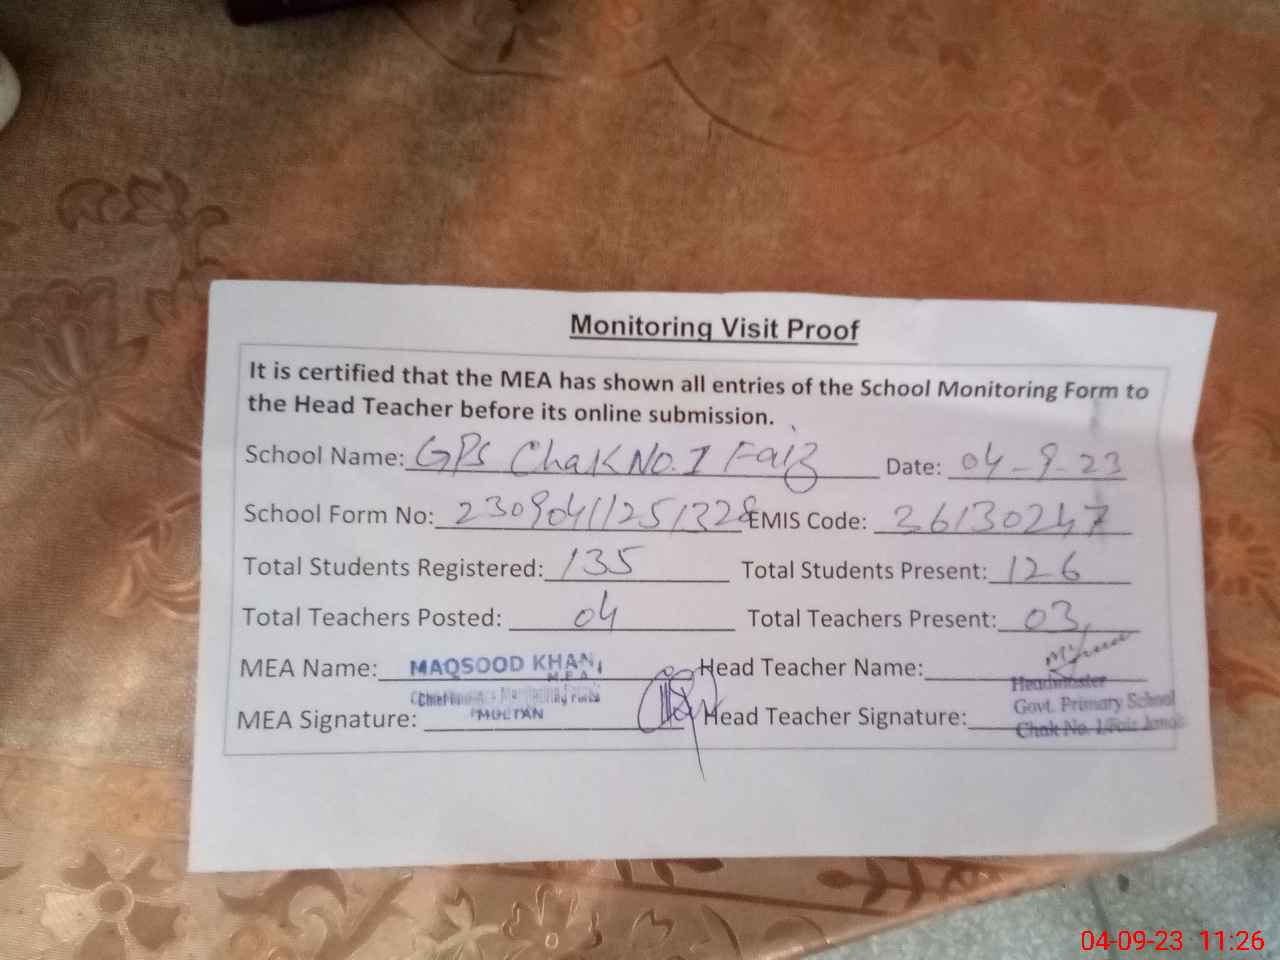 Monitoring Visit Proof
It is certified that the MEA has shown all entries of the School Monitoring Form to
the Head Teacher before its online submission.
School Name: GPS Chak No. 1 Faiz Date: 04-9-23
School Form No: 23090411251328 EMIS Code: 36130247
Total Students Registered: 135 Total Students Present: 126
Total Teachers Posted: 04 Total Teachers Present: 03
MEA Name: MAQSOOD KHAN Head Teacher Name:
M.E.A
MEA Signature: MULTAN Head Teacher Signature:
Headmaster
Govt. Primary School
Chak No.
04-09-23 11:26